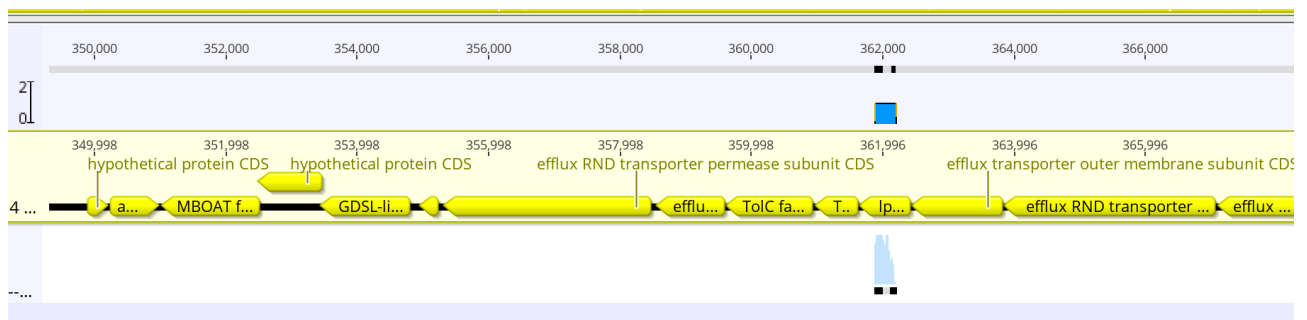 350,000 352,000 354,000 356,000 358,000 360,000 362,000 364,000 366,000
2
0
349,998 351,998 353,998 355,998 357,998 359,998 361,996 363,996 365,996
hypothetical protein CDS hypothetical protein CDS efflux RND transporter permease subunit CDS efflux transporter outer membrane subunit CDS
4 ... a... MBOAT f... GDSL-li... efflu... TolC fa... T.. lp... efflux RND transporter ... efflux ...
--...